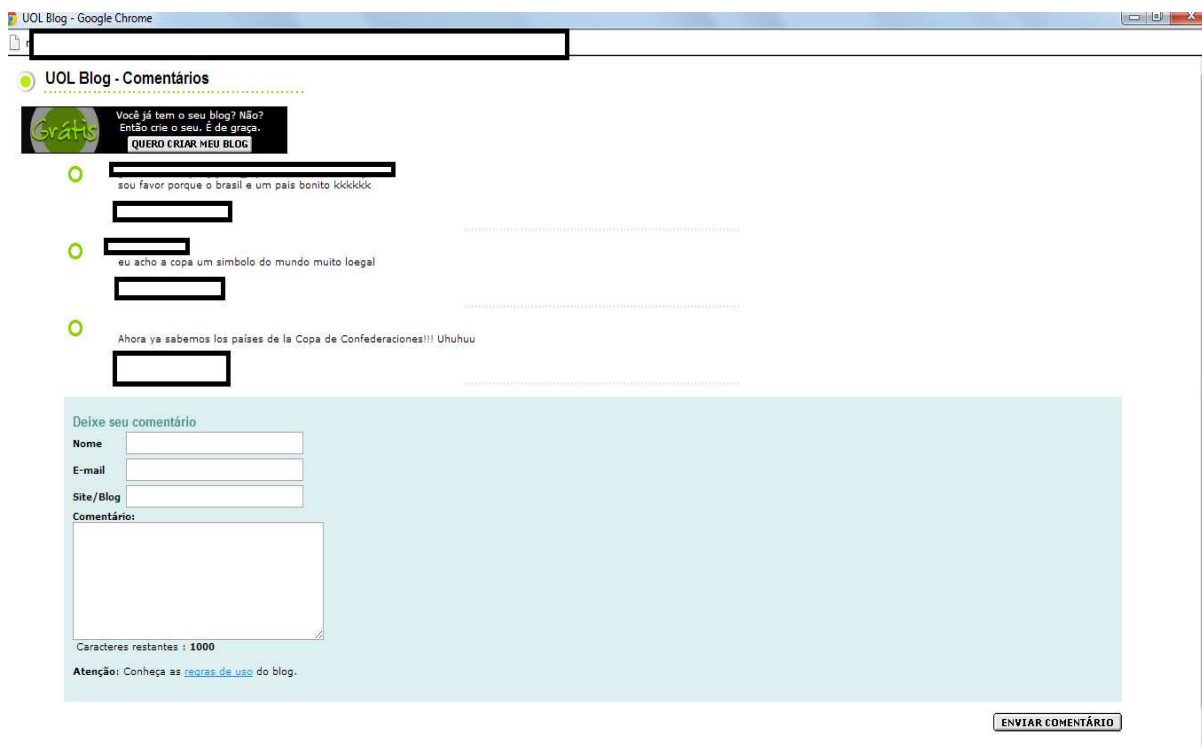 UOL Blog - Google Chrome
UOL Blog - Comentários
Grátis
Você já tem o seu blog? Não?
Então crie o seu. É de graça.
QUERO CRIAR MEU BLOG
sou favor porque o brasil e um pais bonito kkkkkk
eu acho a copa um simbolo do mundo muito loegal
Ahora ya sabemos los países de la Copa de Confederaciones!!! Uhuhuu
Deixe seu comentário
Nome
E-mail
Site/Blog
Comentário:
Caracteres restantes : 1000
Atenção: Conheça as regras de uso do blog.
ENVIAR COMENTÁRIO